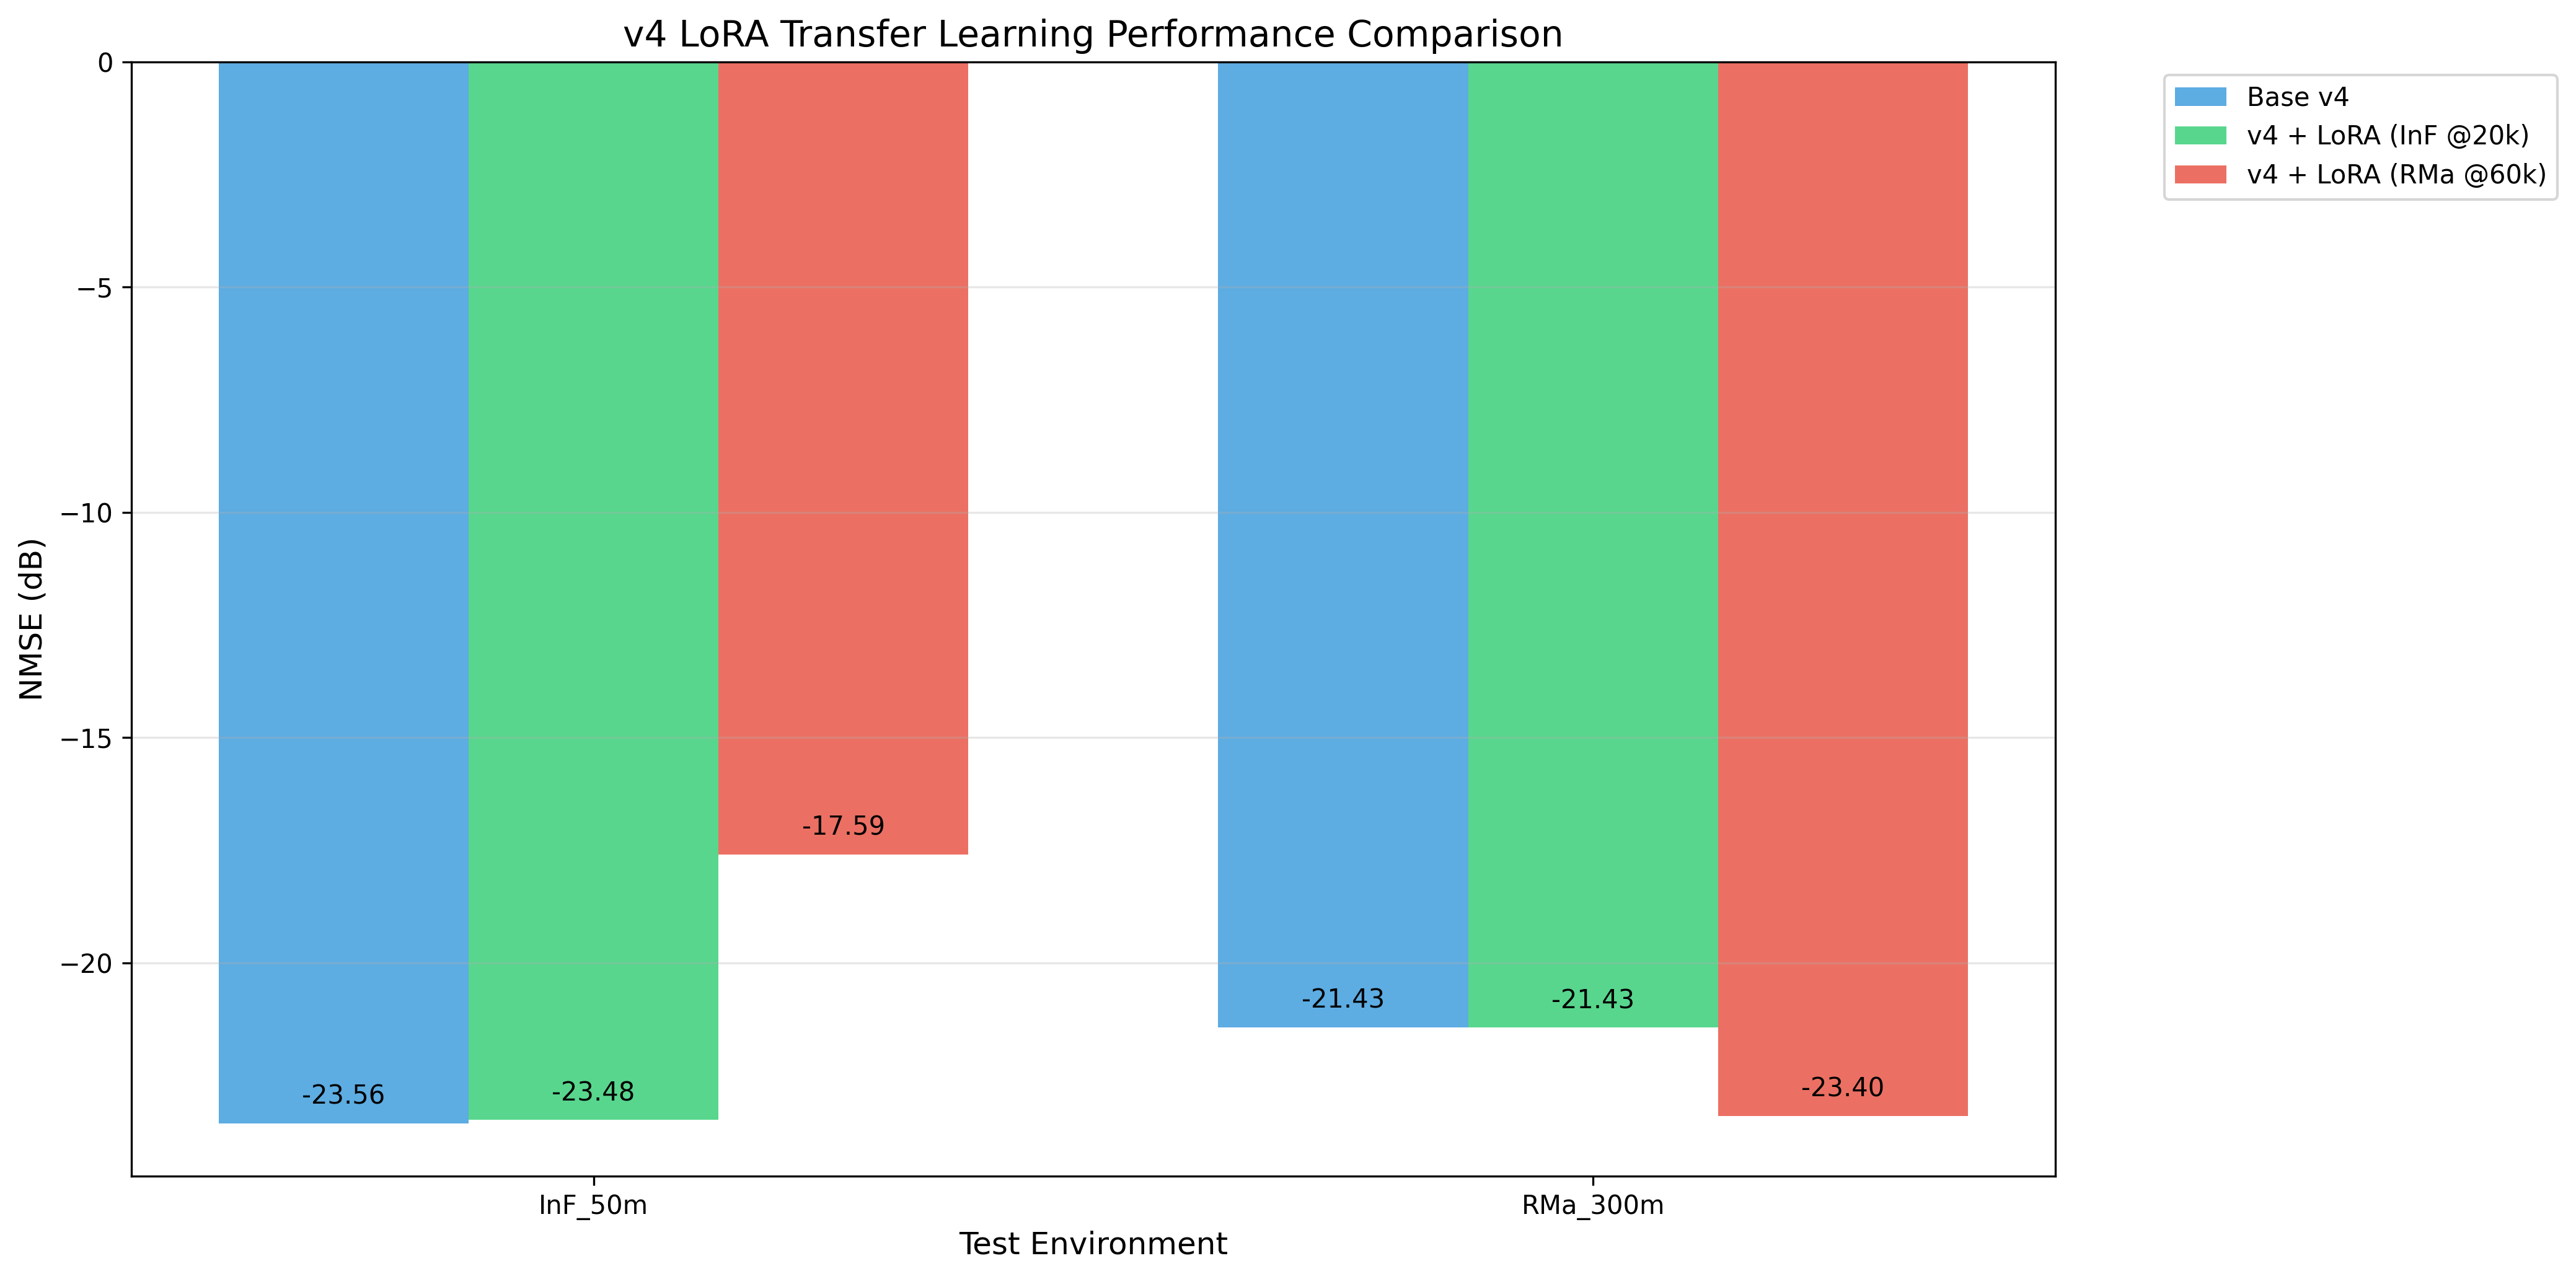 v4 LoRA Transfer Learning Performance Comparison
0
−5
−10
−15
−20
NMSE (dB)
-23.56
-23.48
-17.59
-21.43
-21.43
-23.40
InF_50m
RMa_300m
Test Environment
Base v4
v4 + LoRA (InF @20k)
v4 + LoRA (RMa @60k)